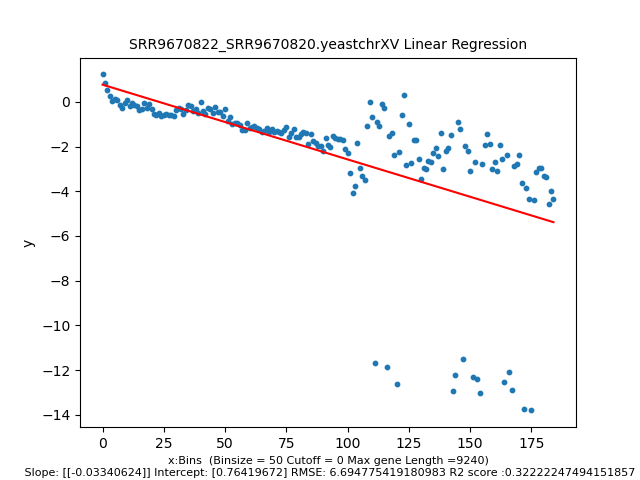 SRR9670822_SRR9670820.yeastchrXV Linear Regression
0
−2
−4
−6
−8
−10
−12
−14
y
0 25 50 75 100 125 150 175
x:Bins (Binsize = 50 Cutoff = 0 Max gene Length =9240)
Slope: [[-0.03340624]] Intercept: [0.76419672] RMSE: 6.694775419180983 R2 score :0.32222247494151857